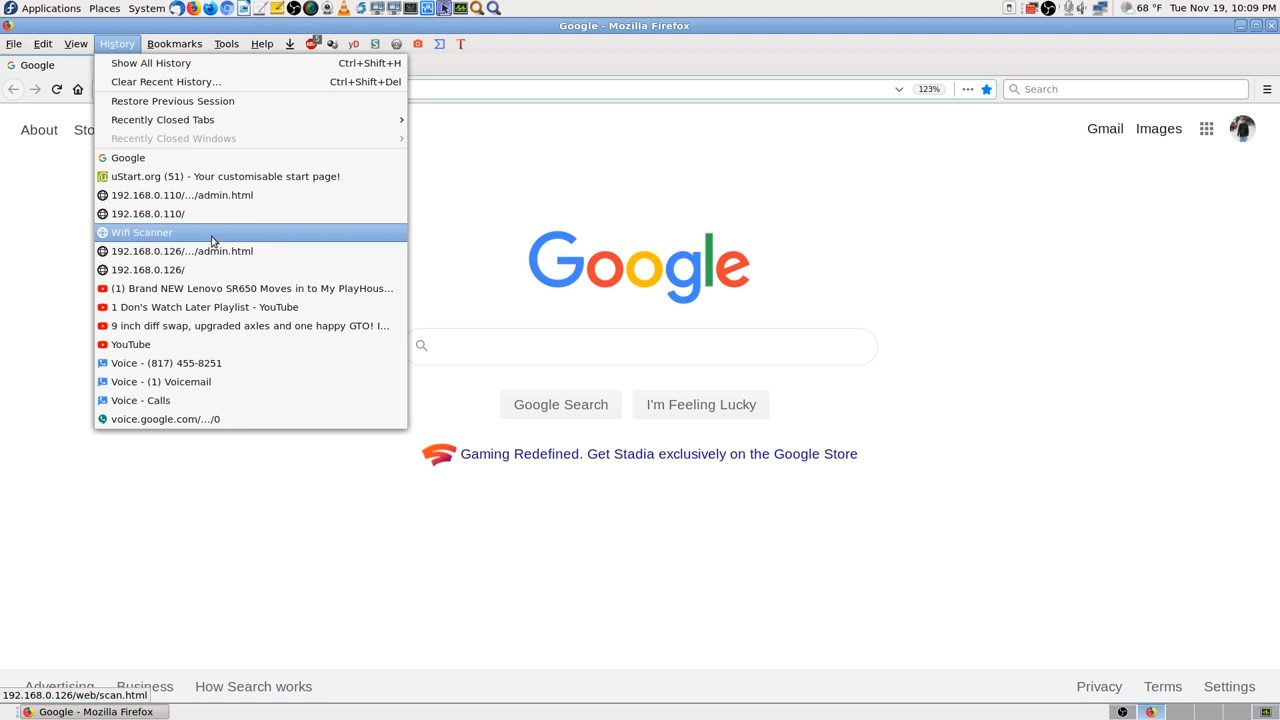 Applications Places System 68 °F Tue Nov 19, 10:09 PM
Google - Mozilla Firefox
File Edit View History Bookmarks Tools Help
Google
Show All History Ctrl+Shift+H
Clear Recent History… Ctrl+Shift+Del
123% Search
Restore Previous Session
Recently Closed Tabs
Recently Closed Windows
About Sto Gmail Images
Google
uStart.org (51) - Your customisable start page!
192.168.0.110/…/admin.html
192.168.0.110/
Wifi Scanner
192.168.0.126/…/admin.html
192.168.0.126/
(1) Brand NEW Lenovo SR650 Moves in to My PlayHous…
1 Don's Watch Later Playlist - YouTube
9 inch diff swap, upgraded axles and one happy GTO! I…
YouTube
Voice - (817) 455-8251
Voice - (1) Voicemail
Voice - Calls
voice.google.com/…/0
Google
Google Search I'm Feeling Lucky
Gaming Redefined. Get Stadia exclusively on the Google Store
Advertising Business How Search works Privacy Terms Settings
192.168.0.126/web/scan.html
Google - Mozilla Firefox